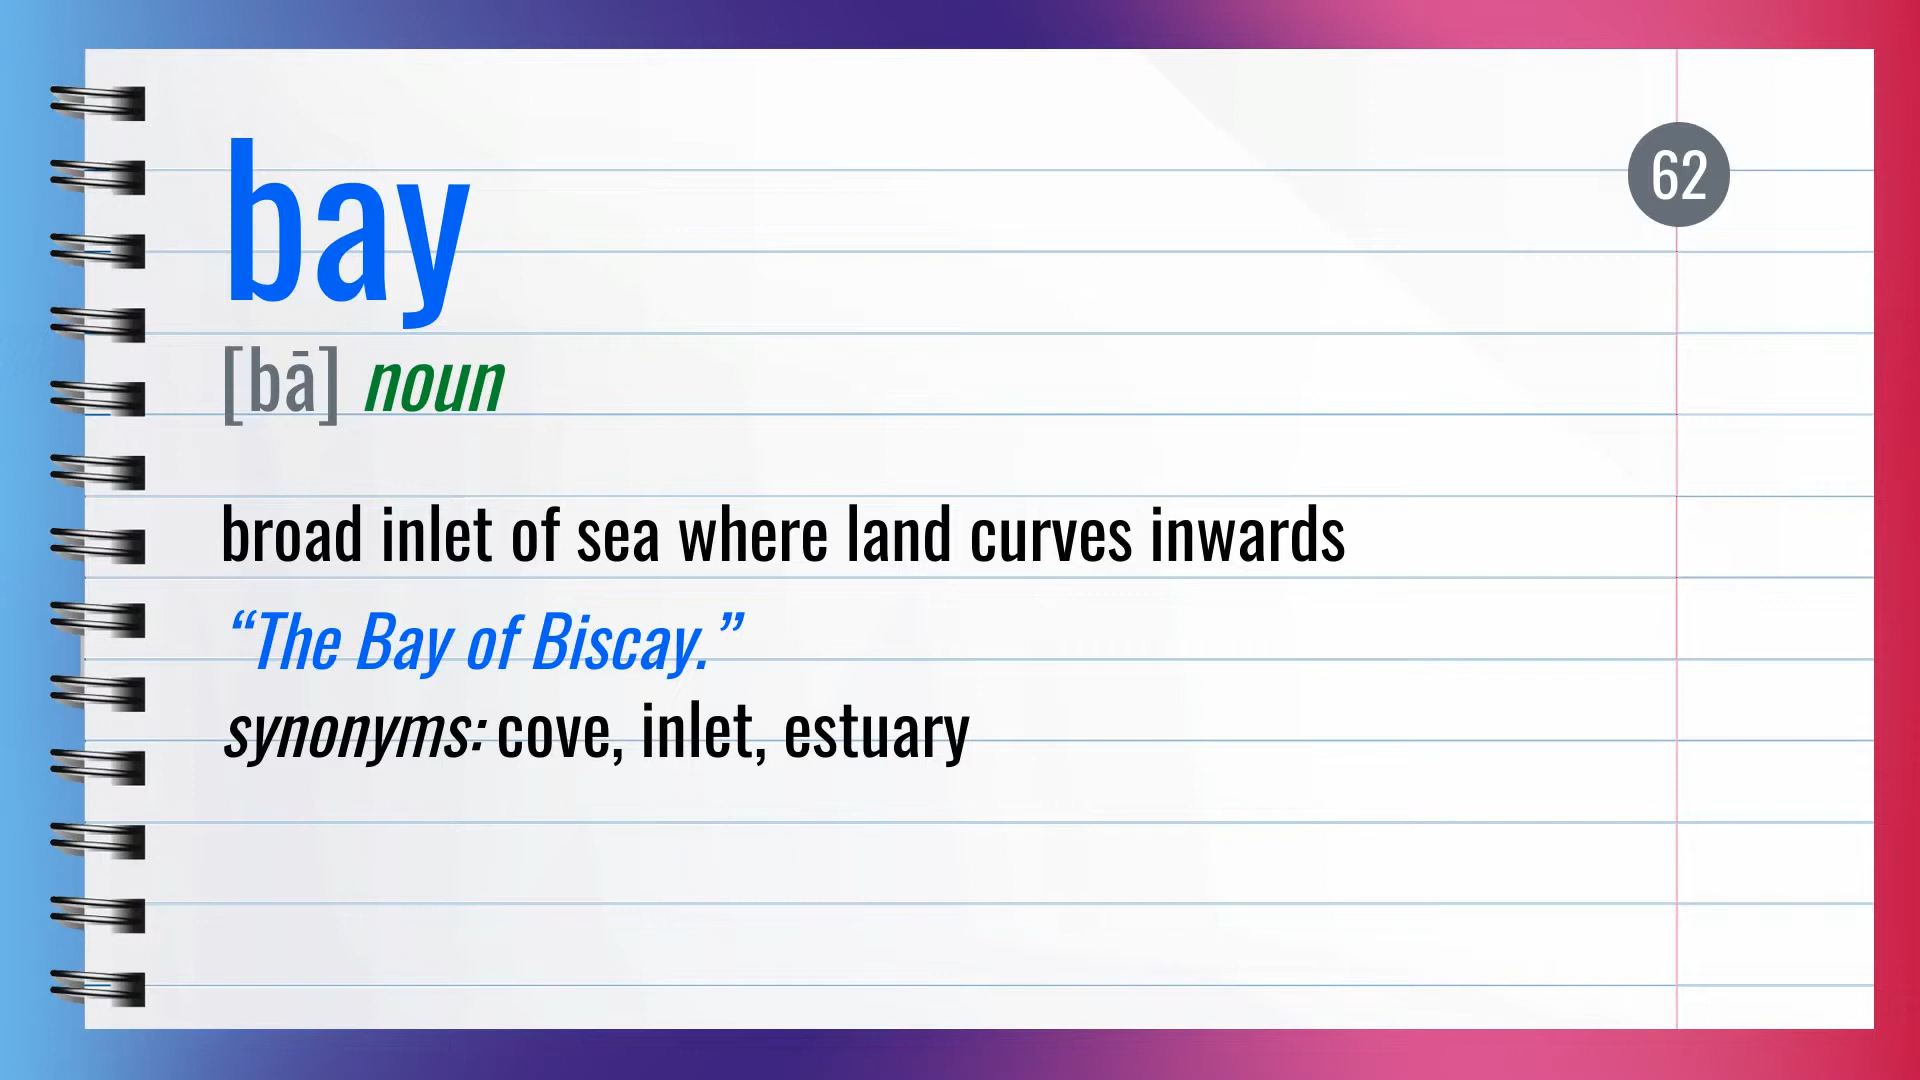 bay
62
[bā] noun
broad inlet of sea where land curves inwards
“The Bay of Biscay.”
synonyms: cove, inlet, estuary